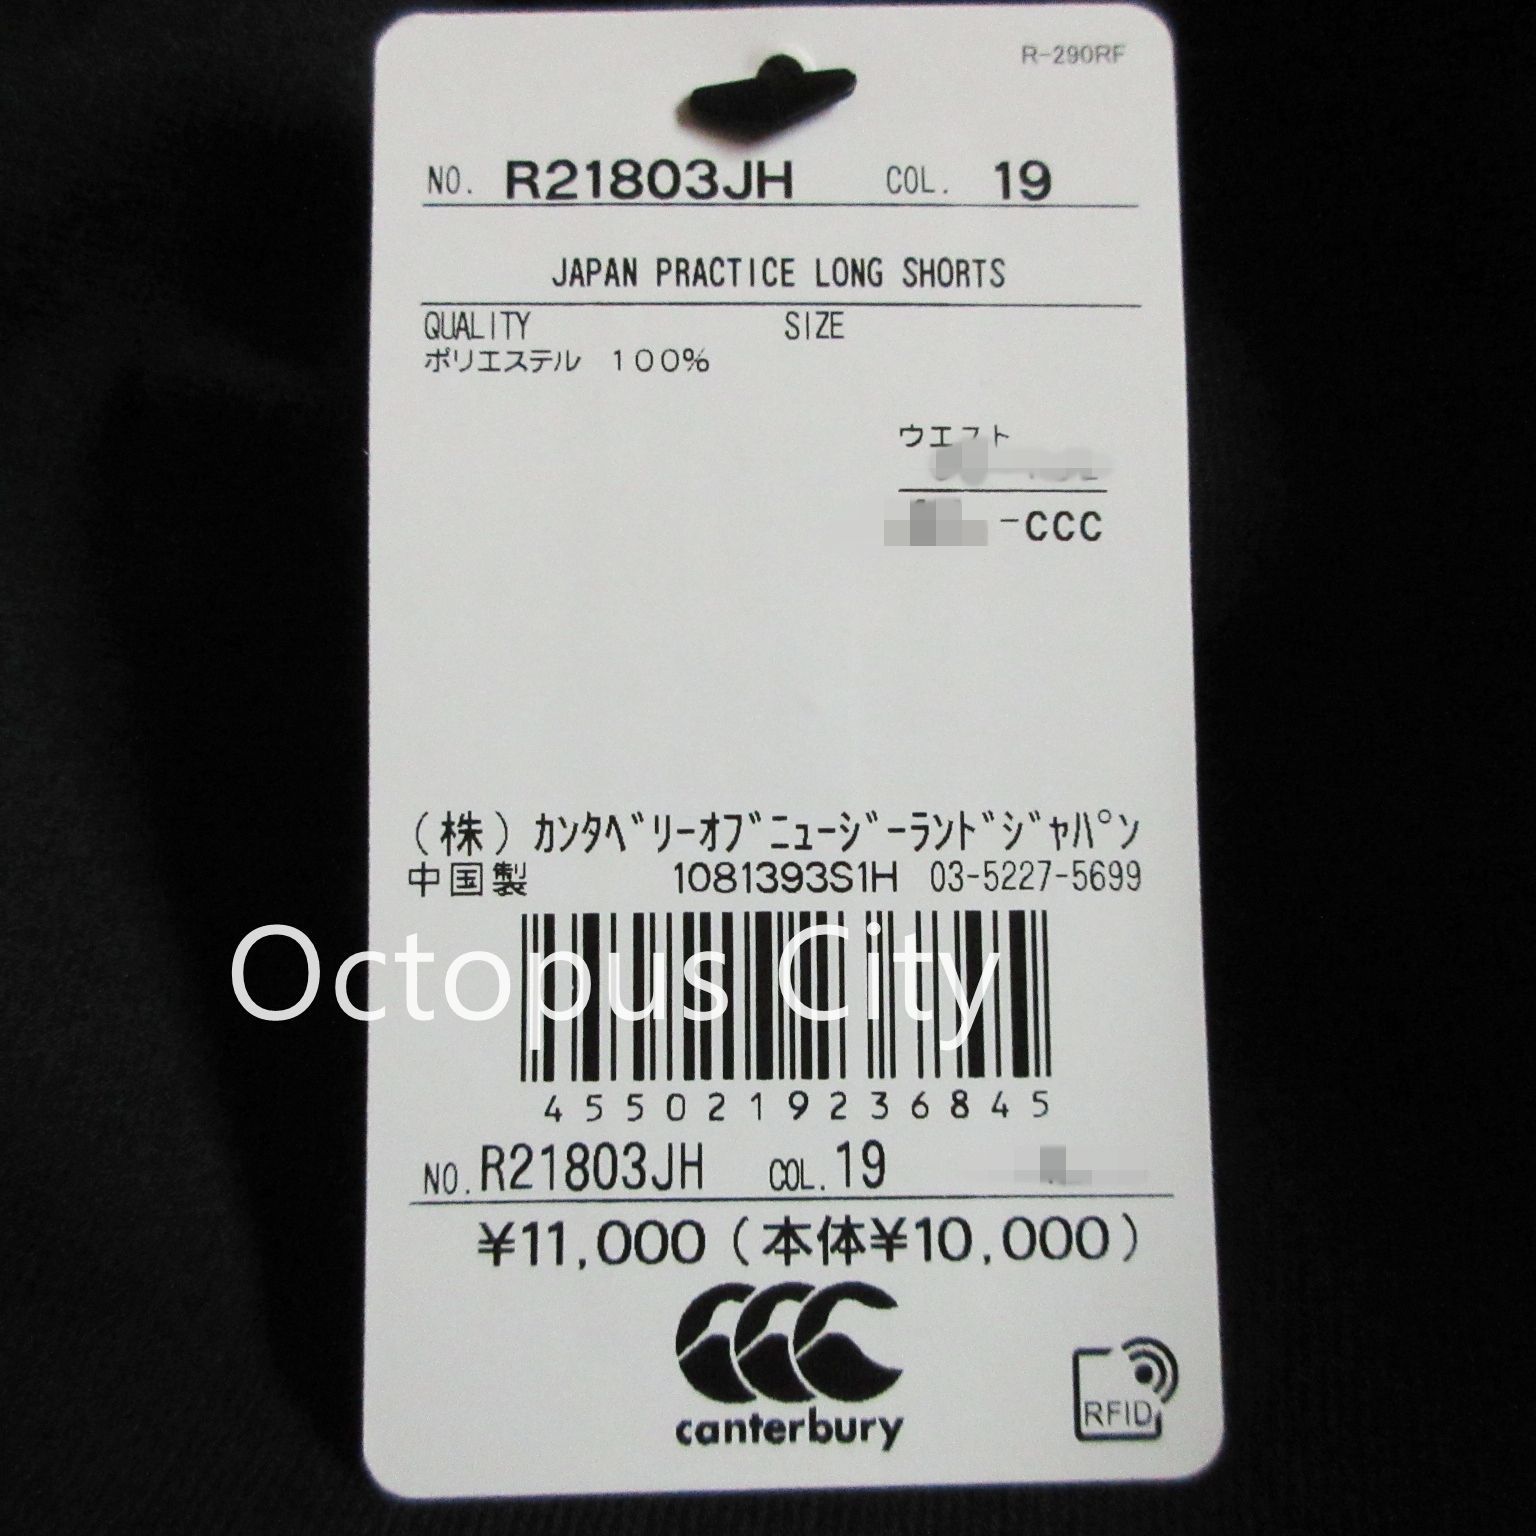 R-290RF
NO. R21803JH COL. 19
JAPAN PRACTICE LONG SHORTS
QUALITY SIZE
ポリエステル 100%
ウエスト
-CCC
(株)カンタベリーオブニュージーランドジャパン
中国製 1081393S1H 03-5227-5699
Octopus City
4550219236845
NO. R21803JH COL. 19
¥11,000(本体¥10,000)
canterbury
RFID